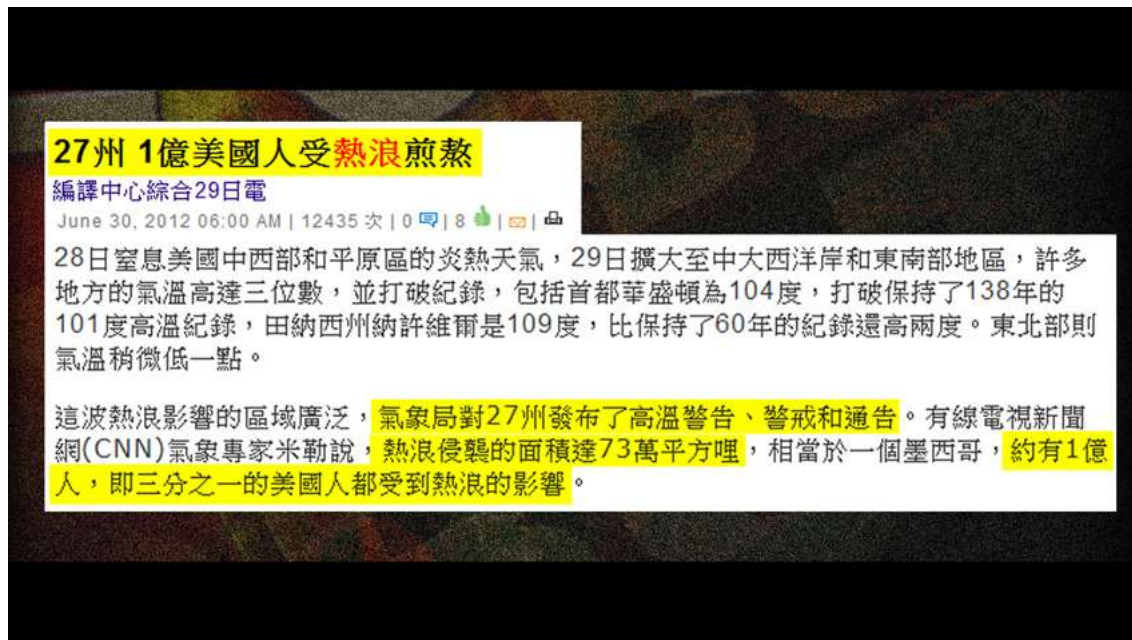 27州 1億美國人受熱浪煎熬
編譯中心綜合29日電
June 30, 2012 06:00 AM | 12435 次 | 0 | 8 | |
28日窒息美國中西部和平原區的炎熱天氣，29日擴大至中大西洋岸和東南部地區，許多
地方的氣溫高達三位數，並打破紀錄，包括首都華盛頓為104度，打破保持了138年的
101度高溫紀錄，田納西州納許維爾是109度，比保持了60年的紀錄還高兩度。東北部則
氣溫稍微低一點。
這波熱浪影響的區域廣泛，氣象局對27州發布了高溫警告、警戒和通告。有線電視新聞
網(CNN)氣象專家米勒說，熱浪侵襲的面積達73萬平方哩，相當於一個墨西哥，約有1億
人，即三分之一的美國人都受到熱浪的影響。